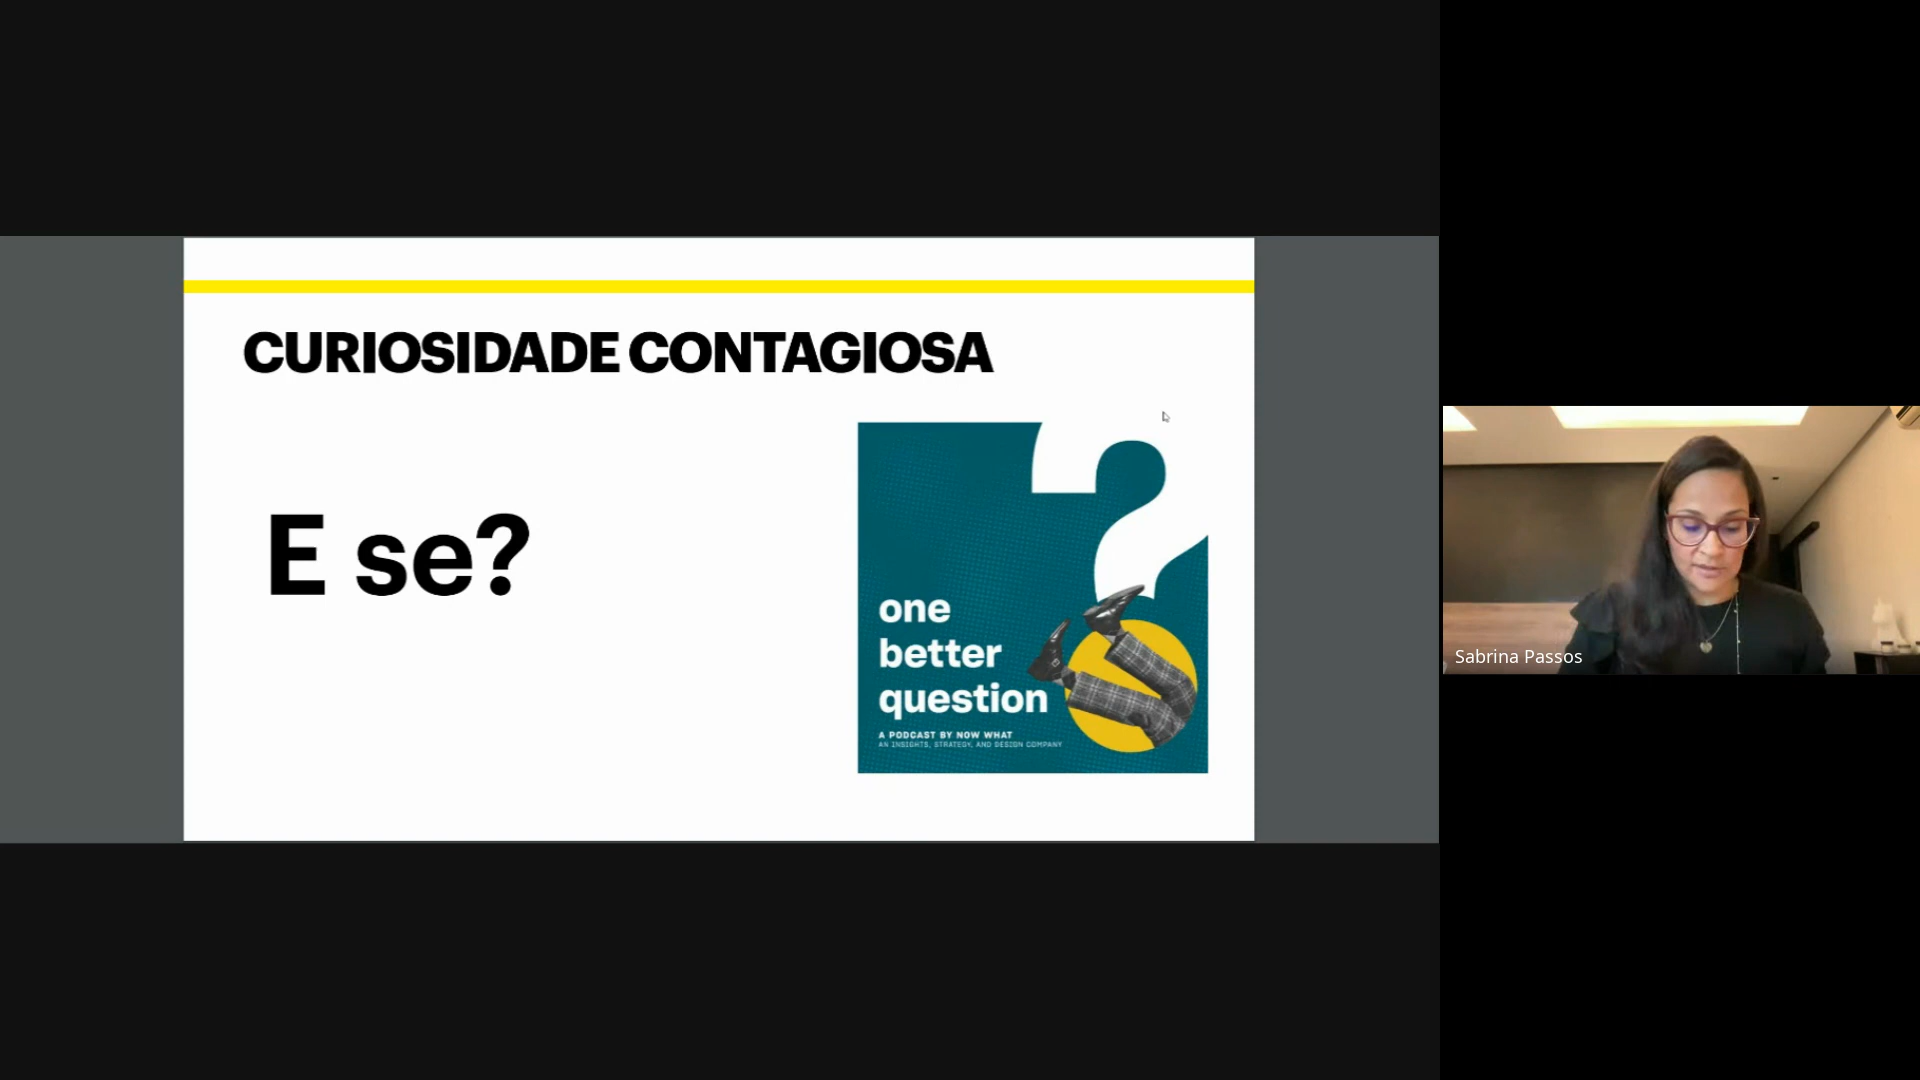 CURIOSIDADE CONTAGIOSA
E se?
one
better
question
A PODCAST BY NOW WHAT
AN INSIGHTS, STRATEGY, AND DESIGN COMPANY
Sabrina Passos